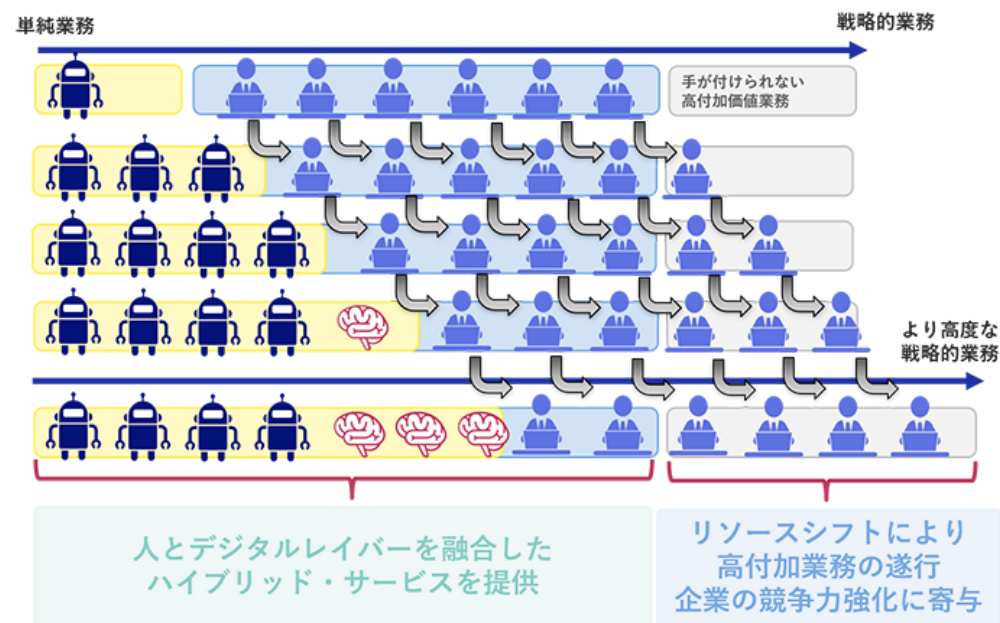 単純業務
戦略的業務
手が付けられない
高付加価値業務
より高度な
戦略的業務
人とデジタルレイバーを融合した
ハイブリッド・サービスを提供
リソースシフトにより
高付加業務の遂行
企業の競争力強化に寄与